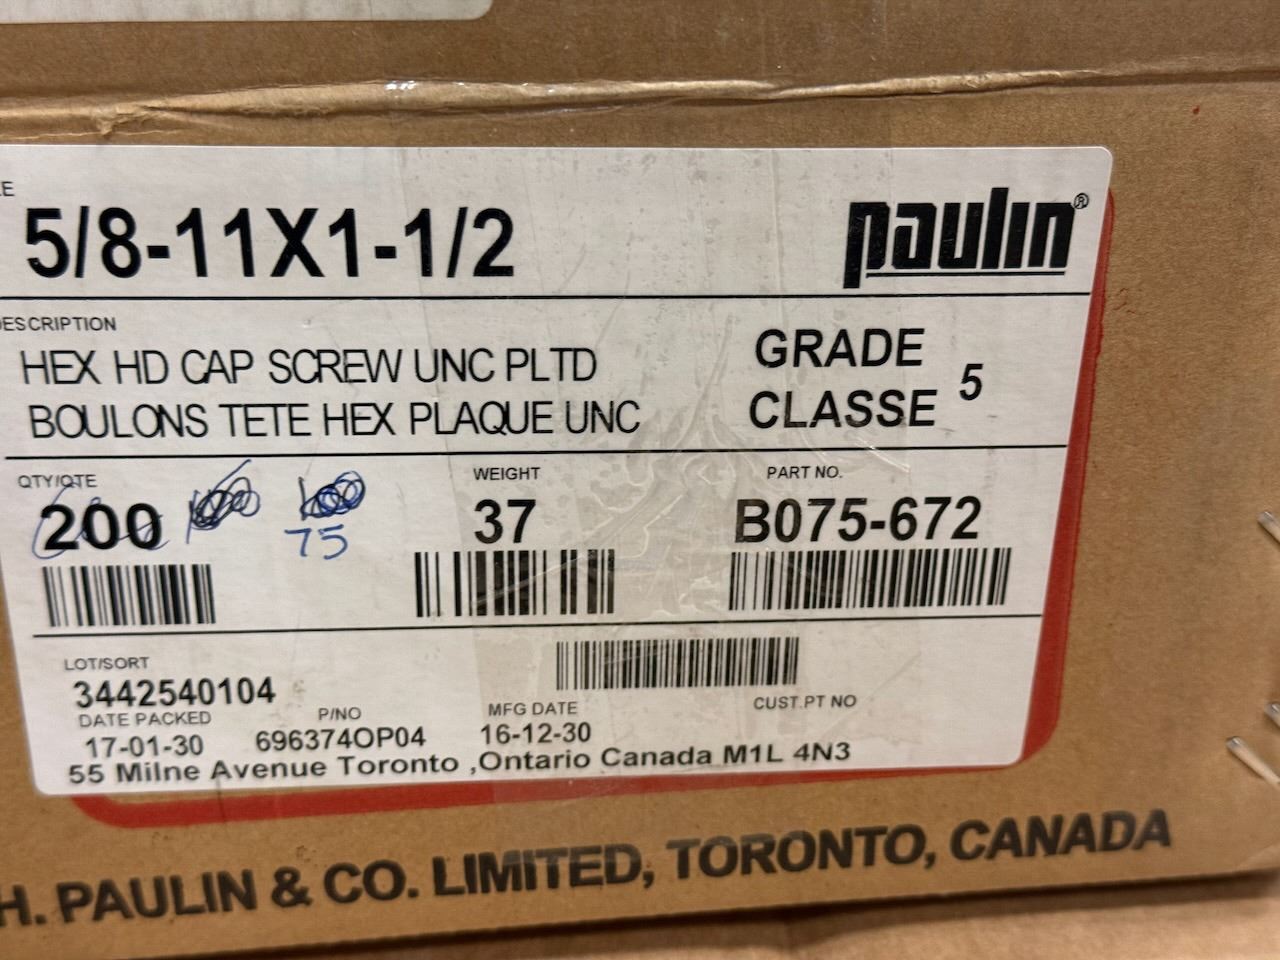 5/8-11X1-1/2
paulin®
DESCRIPTION
HEX HD CAP SCREW UNC PLTD
BOULONS TETE HEX PLAQUE UNC
GRADE
CLASSE 5
QTY/QTE
200
75
WEIGHT
37
PART NO.
B075-672
LOT/SORT
3442540104
DATE PACKED
17-01-30
P/NO
696374OP04
MFG DATE
16-12-30
CUST.PT NO
55 Milne Avenue Toronto ,Ontario Canada M1L 4N3
H. PAULIN & CO. LIMITED, TORONTO, CANADA